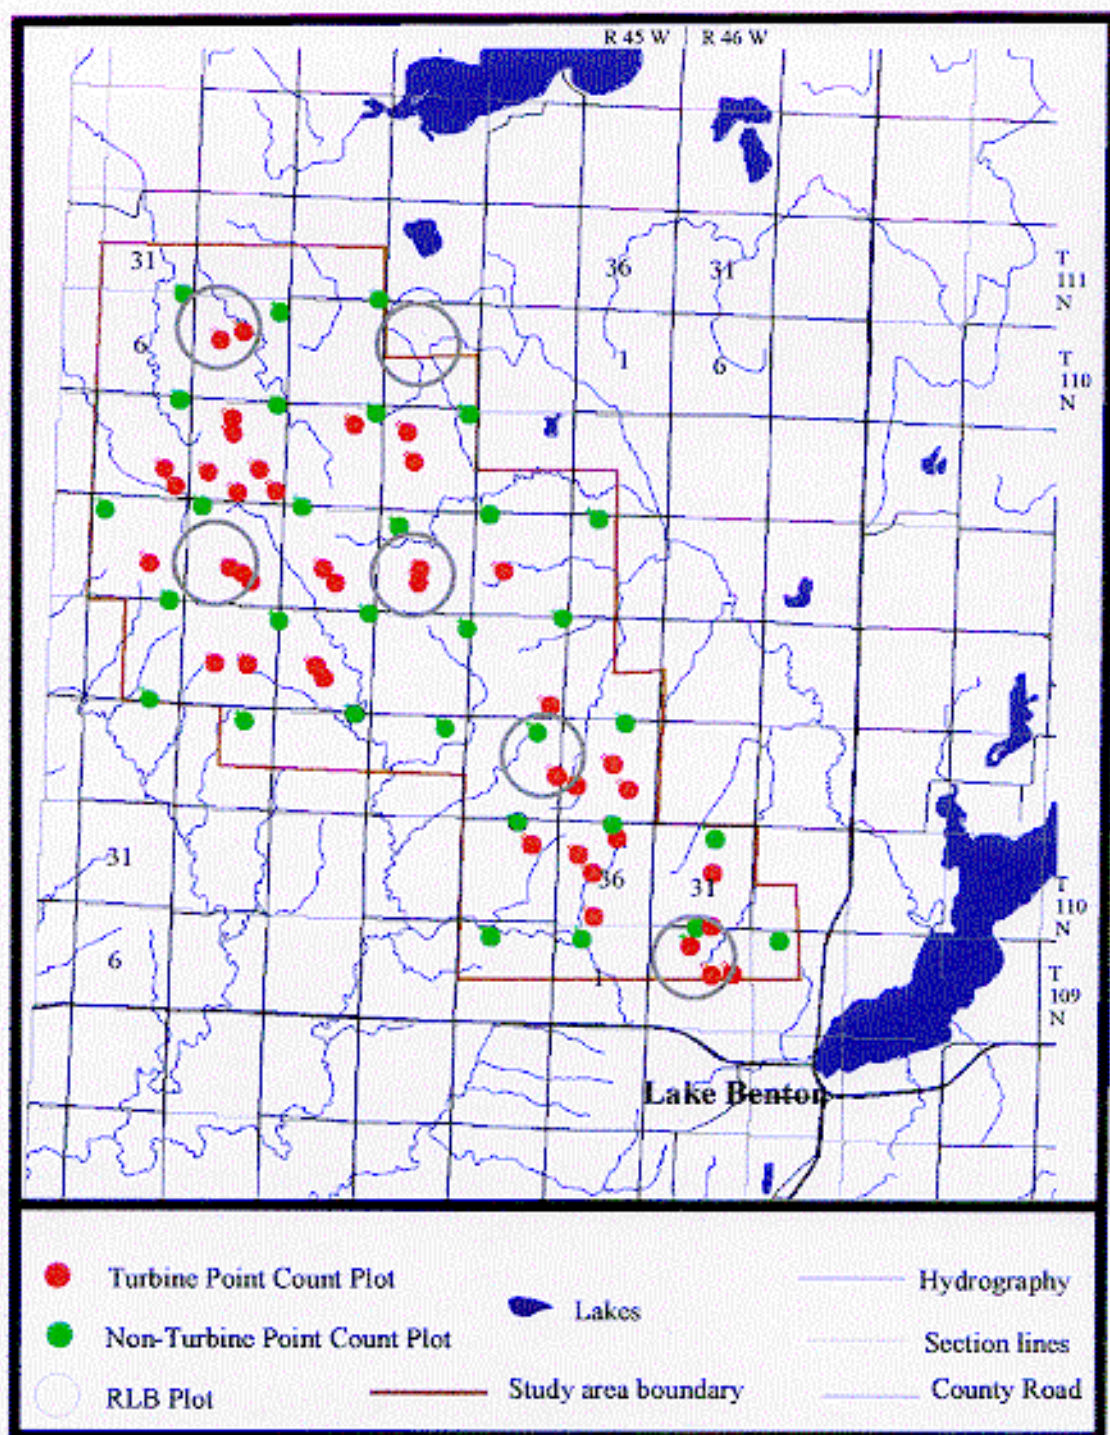 R 45 W R 46 W
31
36
31
T
111
N
6
1
6
T
110
N
31
36
31
T
110
N
6
1
T
109
N
Lake Benton
Turbine Point Count Plot
Hydrography
Lakes
Non-Turbine Point Count Plot
Section lines
RLB Plot
Study area boundary
County Road